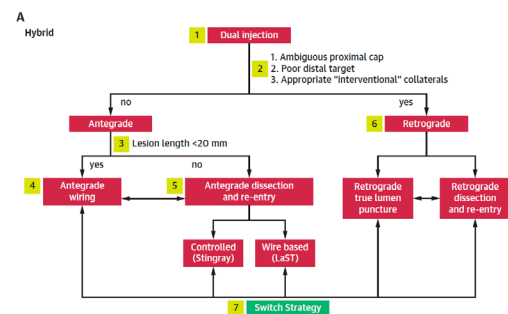 A
Hybrid
1 Dual injection
2
1. Ambiguous proximal cap
2. Poor distal target
3. Appropriate "interventional" collaterals
no
yes
Antegrade
6 Retrograde
3 Lesion length <20 mm
yes
no
4 Antegrade
wiring
5 Antegrade dissection
and re-entry
Retrograde
true lumen
puncture
Retrograde
dissection
and re-entry
Controlled
(Stingray)
Wire based
(LaST)
7 Switch Strategy